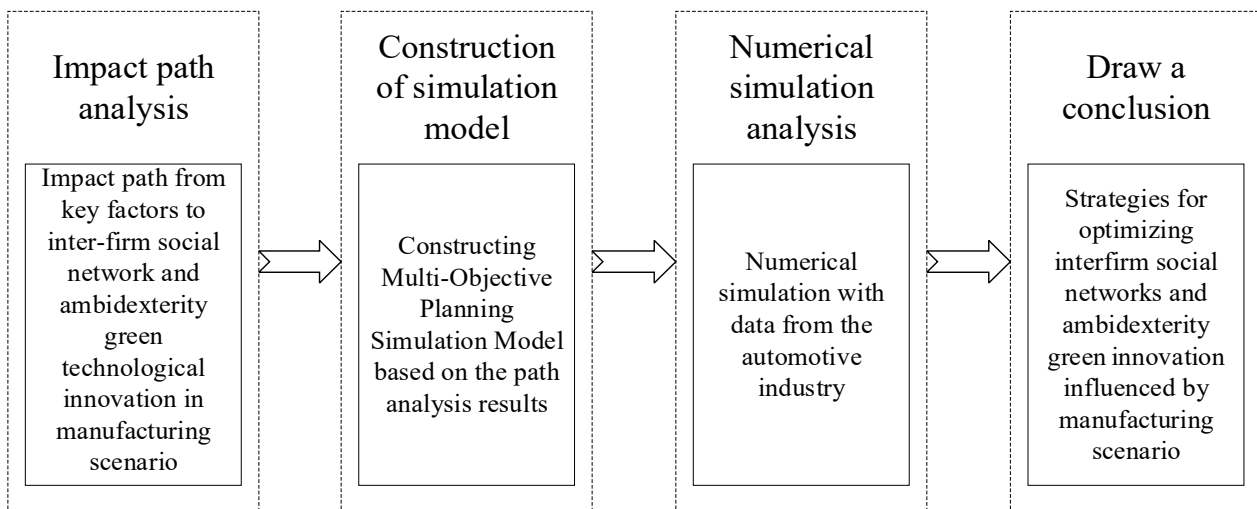 Impact path
analysis
Impact path from
key factors to
inter-firm social
network and
ambidexterity
green
technological
innovation in
manufacturing
scenario
Construction
of simulation
model
Constructing
Multi-Objective
Planning
Simulation Model
based on the path
analysis results
Numerical
simulation
analysis
Numerical
simulation with
data from the
automotive
industry
Draw a
conclusion
Strategies for
optimizing
interfirm social
networks and
ambidexterity
green innovation
influenced by
manufacturing
scenario